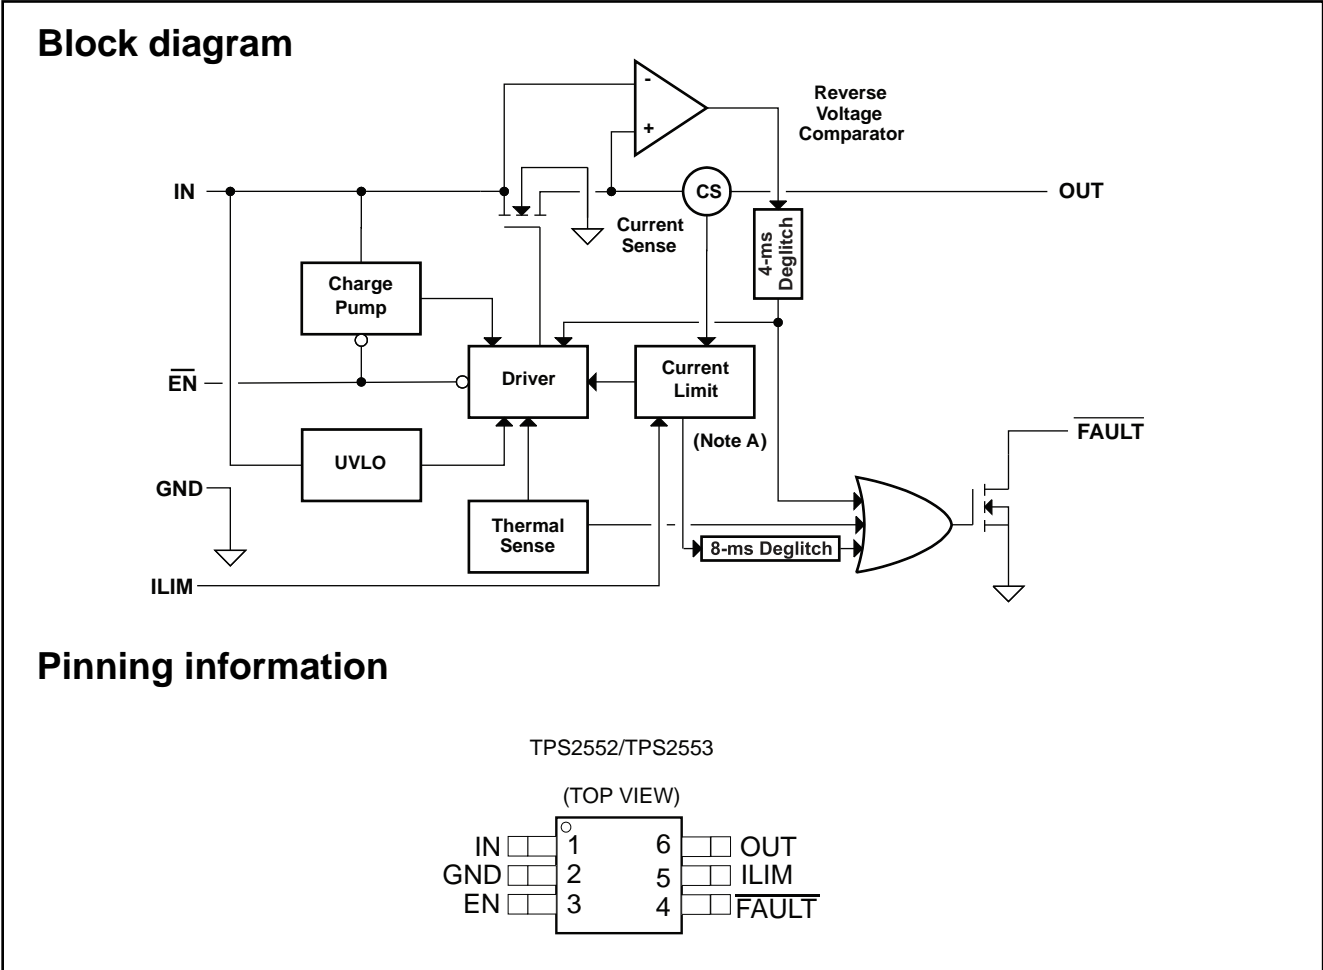 Block diagram
-
Reverse
Voltage
Comparator
+
IN
CS
OUT
Current
Sense
4-ms
Deglitch
Charge
Pump
EN
Driver
Current
Limit
(Note A)
FAULT
UVLO
GND
Thermal
Sense
8-ms Deglitch
ILIM
Pinning information
TPS2552/TPS2553
(TOP VIEW)
IN 1 6 OUT
GND 2 5 ILIM
EN 3 4 FAULT